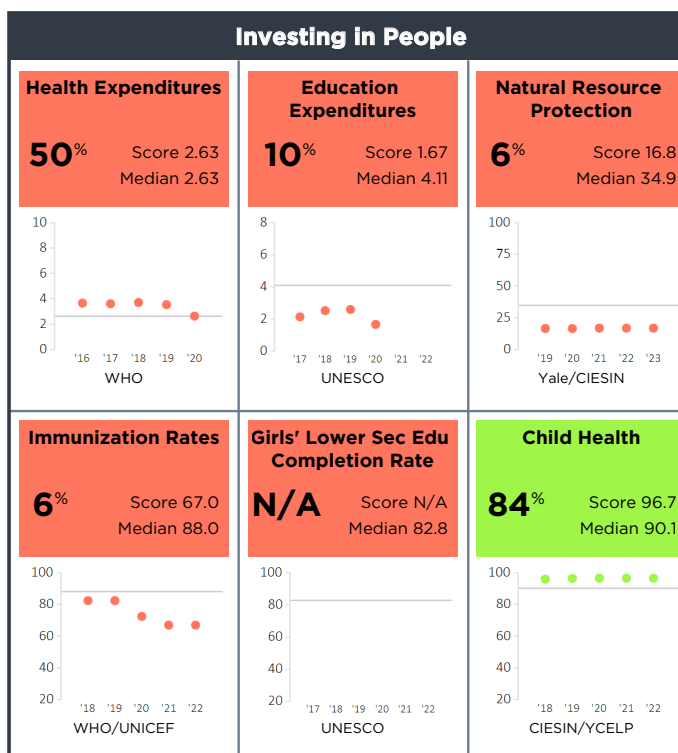 Investing in People
Health Expenditures
50%
Score 2.63
Median 2.63
10
8
6
4
2
0
'16 '17 '18 '19 '20
WHO
Education
Expenditures
10%
Score 1.67
Median 4.11
8
6
4
2
0
'17 '18 '19 '20 '21 '22
UNESCO
Natural Resource
Protection
6%
Score 16.8
Median 34.9
100
75
50
25
0
'19 '20 '21 '22 '23
Yale/CIESIN
Immunization Rates
6%
Score 67.0
Median 88.0
100
80
60
40
20
'18 '19 '20 '21 '22
WHO/UNICEF
Girls' Lower Sec Edu
Completion Rate
N/A
Score N/A
Median 82.8
100
80
60
40
20
'17 '18 '19 '20 '21 '22
UNESCO
Child Health
84%
Score 96.7
Median 90.1
100
80
60
40
20
'18 '19 '20 '21 '22
CIESIN/YCELP